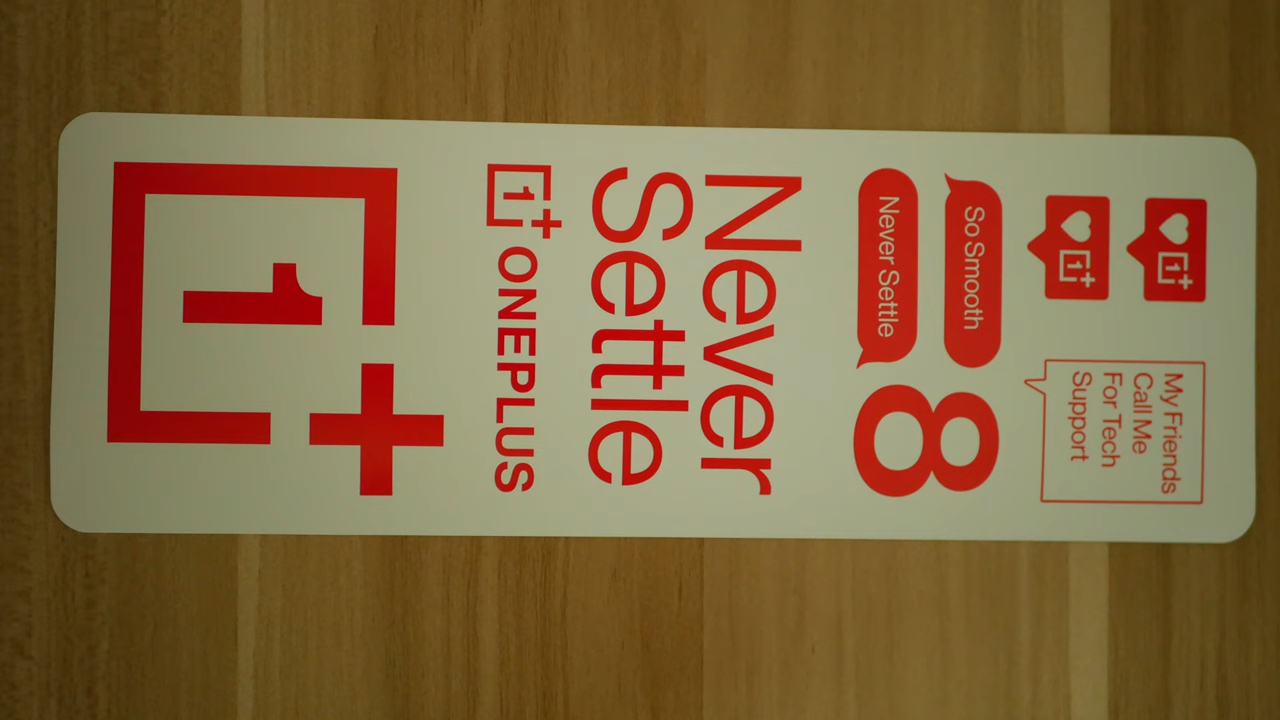 My Friends
Call Me
For Tech
Support
So Smooth
Never Settle
8
Never
Settle
1+ ONEPLUS
1+
1+
1+